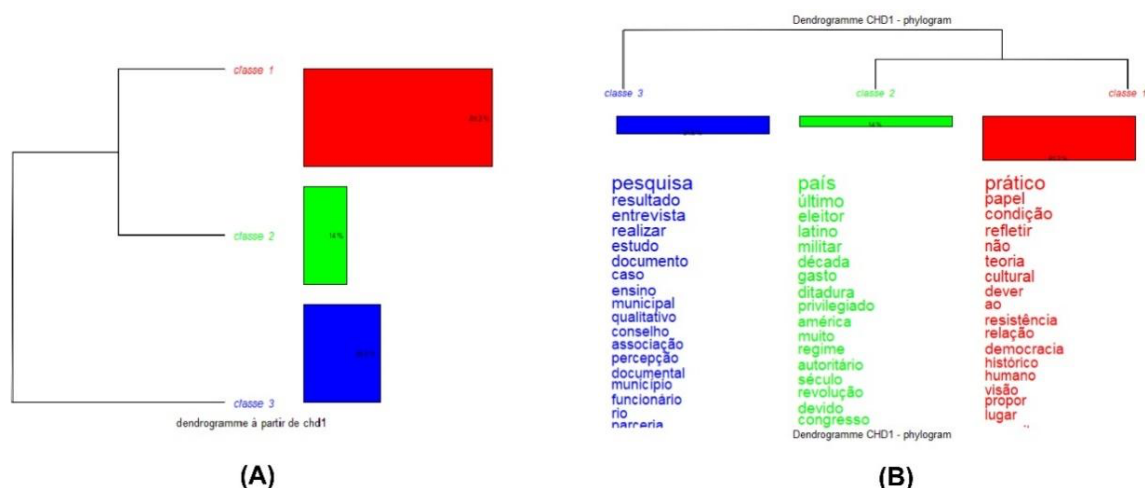 classe 1
classe 2
14 %
classe 3
dendrogramme à partir de chd1
(A)
Dendrogramme CHD1 - phylogram
classe 3 classe 2 classe 1
14 %
pesquisa país prático
resultado último papel
entrevista eleitor condição
realizar latino refletir
estudo militar não
documento década teoria
caso gasto cultural
ensino ditadura dever
municipal privilegiado ao
qualitativo américa resistência
conselho muito relação
associação regime democracia
percepção autoritário histórico
documental século humano
município revolução visão
funcionário devido propor
rio congresso lugar
parceria
Dendrogramme CHD1 - phylogram
(B)